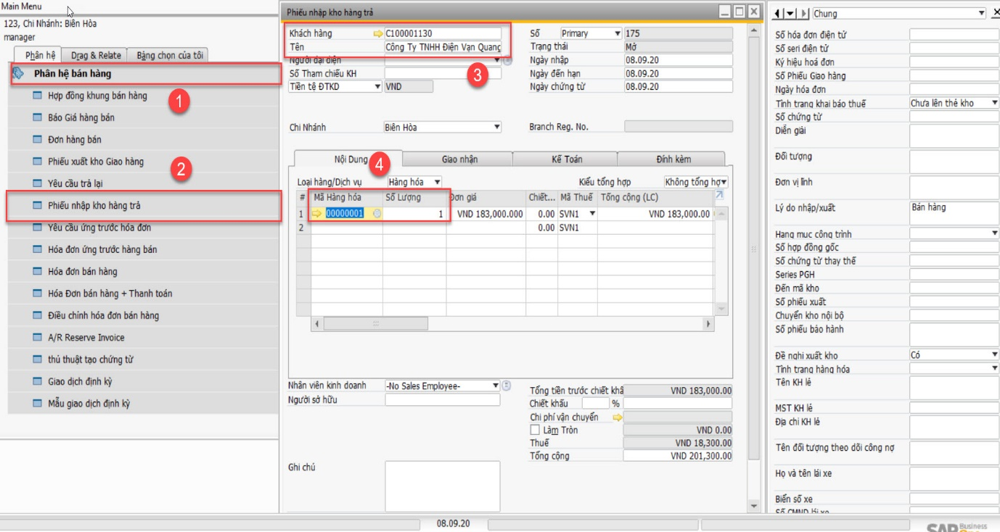 Main Menu
123, Chi Nhánh: Biên Hòa
manager
Phân hệ Drag & Relate Bảng chọn của tôi
Phân hệ bán hàng
1
Hợp đồng khung bán hàng
Báo Giá hàng bán
Đơn hàng bán
Phiếu xuất kho Giao hàng
2
Yêu cầu trả lại
Phiếu nhập kho hàng trả
Yêu cầu ứng trước hóa đơn
Hóa đơn ứng trước hàng bán
Hóa đơn bán hàng
Hóa Đơn bán hàng + Thanh toán
Điều chỉnh hóa đơn bán hàng
A/R Reserve Invoice
thủ thuật tạo chứng từ
Giao dịch định kỳ
Mẫu giao dịch định kỳ
Phiếu nhập kho hàng trả
Khách hàng C100001130
Tên Công Ty TNHH Điện Vạn Quang
Người đại diện
Số Tham chiếu KH
3
Tiền tệ ĐTKD VND
Chi Nhánh Biên Hòa
Số Primary 175
Trạng thái Mở
Ngày nhập 08.09.20
Ngày đến hạn 08.09.20
Ngày chứng từ 08.09.20
Branch Reg. No.
Nội Dung Giao nhận Kế Toán Đính kèm
4
Loại hàng/Dịch vụ Hàng hóa Kiểu tổng hợp Không tổng hợ
# Mã Hàng hóa Số Lượng Đơn giá Chiết... Mã Thuế Tổng cộng (LC)
1 00000001 1 VND 183,000.000 0.00 SVN1 VND 183,000.00
2 0.00 SVN1
Nhân viên kinh doanh -No Sales Employee-
Người sở hữu
Ghi chú
Tổng tiền trước chiết khấ VND 183,000.00
Chiết khấu %
Chi phí vận chuyển
Làm Tròn VND 0.00
Thuế VND 18,300.00
Tổng cộng VND 201,300.00
Chung
Số hóa đơn điện tử
Số seri điện tử
Ký hiệu hoá đơn
Số Phiếu Giao hàng
Ngày hóa đơn
Tình trạng khai báo thuế Chưa lên thẻ kho
Số chứng từ
Diễn giải
Đối tượng
Đơn vị lĩnh
Lý do nhập/xuất Bán hàng
Hạng mục công trình
Số hợp đồng gốc
Số chứng từ thay thế
Series PGH
Đến mã kho
Số phiếu xuất
Chuyển kho nội bộ
Số phiếu bảo hành
Đề nghị xuất kho Có
Tình trạng hàng hóa
Tên KH lẻ
MST KH lẻ
Địa chỉ KH lẻ
Tên đối tượng theo dõi công nợ
Họ và tên lái xe
Biển số xe
Số CMND lái xe
08.09.20
SAP Business One